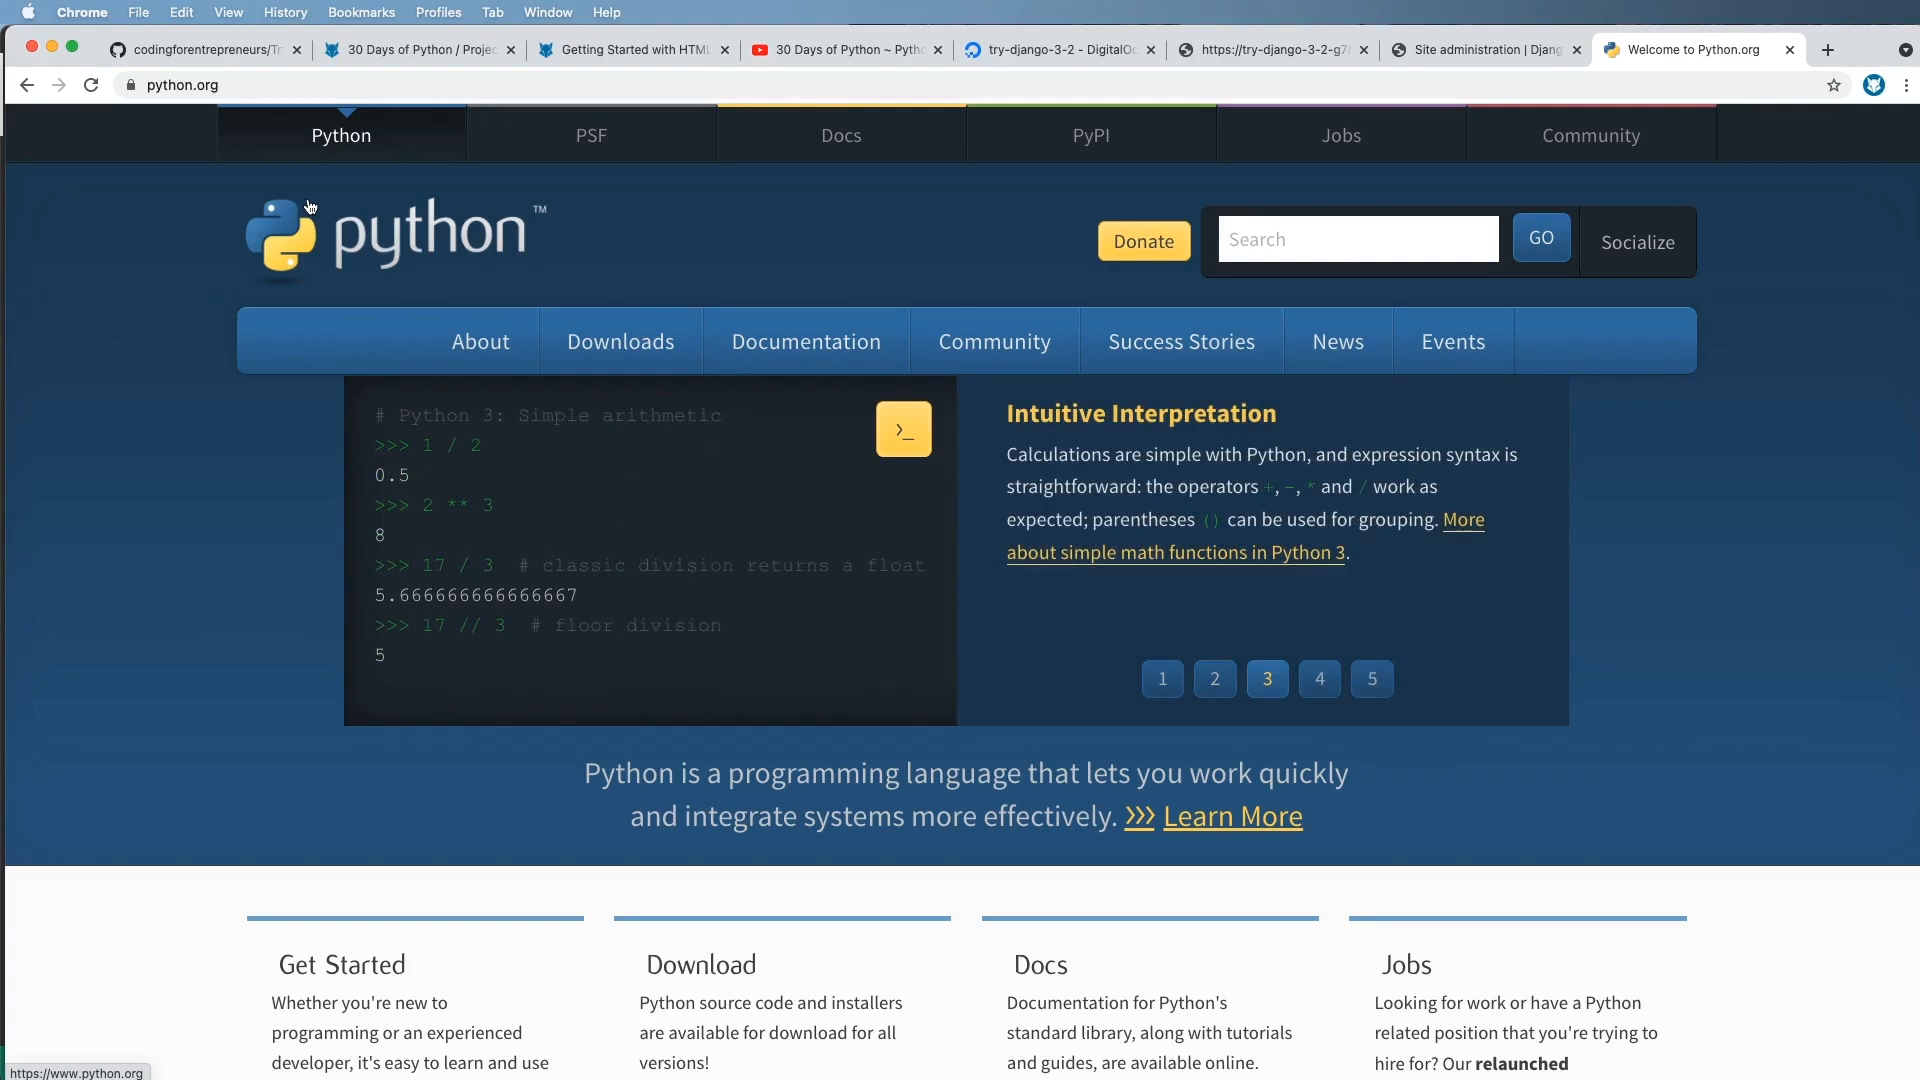 Chrome File Edit View History Bookmarks Profiles Tab Window Help
codingforentrepreneurs/Tr 30 Days of Python / Projec Getting Started with HTML 30 Days of Python ~ Pytho try-django-3-2 - DigitalOc https://try-django-3-2-g7 Site administration | Djang Welcome to Python.org
python.org
Python PSF Docs PyPI Jobs Community
python™
Donate Search GO Socialize
About Downloads Documentation Community Success Stories News Events
# Python 3: Simple arithmetic
>>> 1 / 2
0.5
>>> 2 ** 3
8
>>> 17 / 3 # classic division returns a float
5.666666666666667
>>> 17 // 3 # floor division
5
>_
Intuitive Interpretation
Calculations are simple with Python, and expression syntax is
straightforward: the operators +, -, * and / work as
expected; parentheses () can be used for grouping. More
about simple math functions in Python 3.
1 2 3 4 5
Python is a programming language that lets you work quickly
and integrate systems more effectively. >>> Learn More
Get Started
Whether you're new to
programming or an experienced
developer, it's easy to learn and use
Download
Python source code and installers
are available for download for all
versions!
Docs
Documentation for Python's
standard library, along with tutorials
and guides, are available online.
Jobs
Looking for work or have a Python
related position that you're trying to
hire for? Our relaunched
https://www.python.org